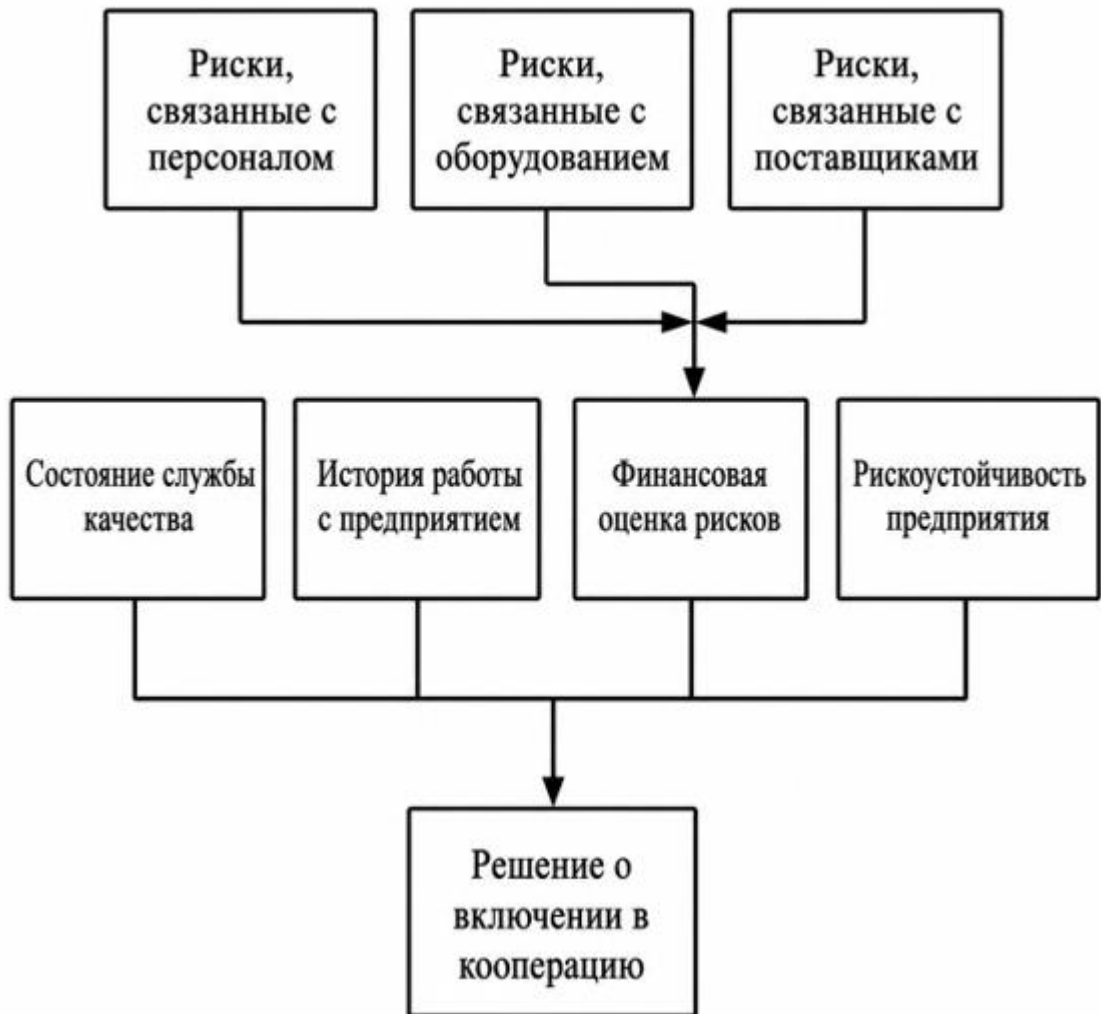 Риски,
связанные с
персоналом
Риски,
связанные с
оборудованием
Риски,
связанные с
поставщиками
Состояние службы
качества
История работы
с предприятием
Финансовая
оценка рисков
Рискоустойчивость
предприятия
Решение о
включении в
кооперацию